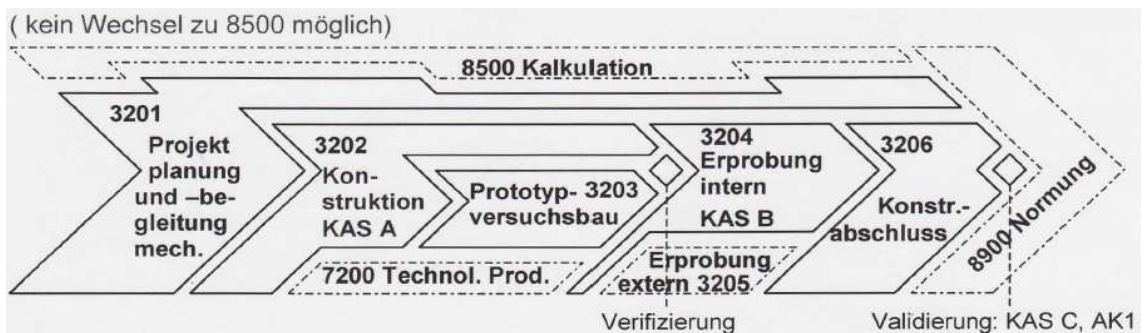 ( kein Wechsel zu 8500 möglich)
8500 Kalkulation
3201
Projekt
planung
und –be-
gleitung
mech.
3202
Kon-
struktion
KAS A
Prototyp- 3203
versuchsbau
7200 Technol. Prod.
3204
Erprobung
intern
KAS B
Erprobung
extern 3205
3206
Konstr.-
abschluss
8900 Normung
Verifizierung
Validierung: KAS C, AK1